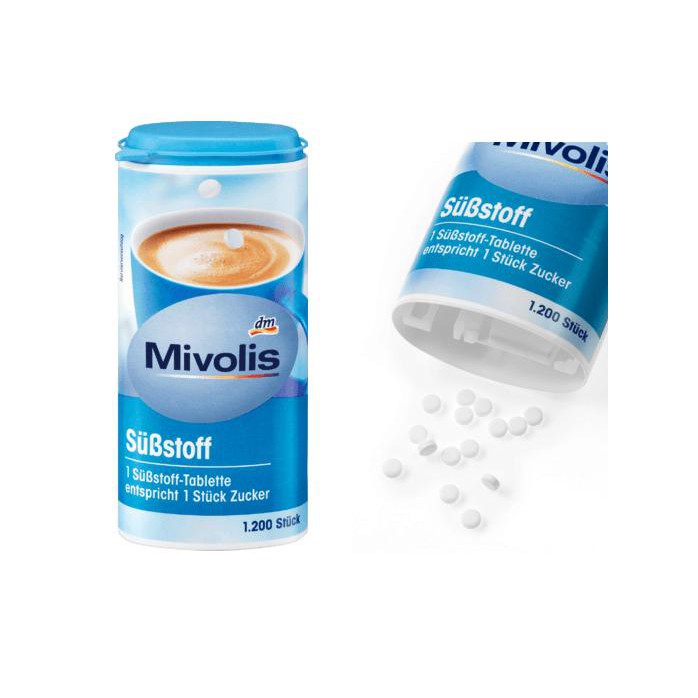 dm
Mivolis
Süßstoff
1 Süßstoff-Tablette
entspricht 1 Stück Zucker
1.200 Stück
Serviervorschlag
Mivolis
Süßstoff
1 Süßstoff-Tablette
entspricht 1 Stück Zucker
1.200 Stück